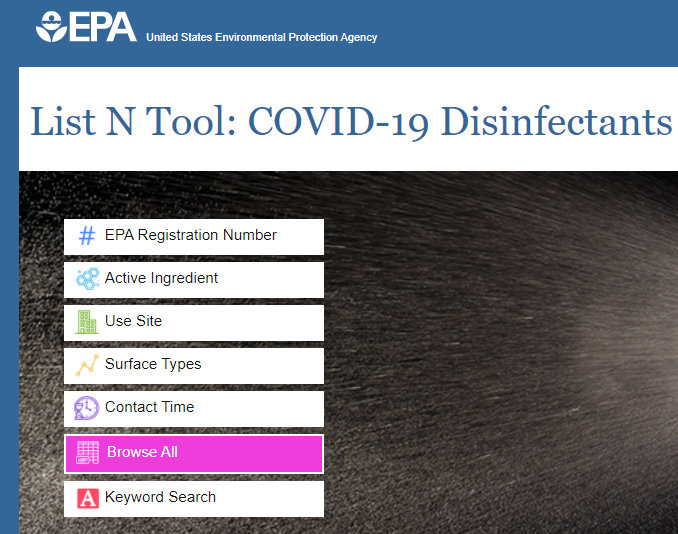 EPA United States Environmental Protection Agency
List N Tool: COVID-19 Disinfectants
# EPA Registration Number
Active Ingredient
Use Site
Surface Types
Contact Time
Browse All
A Keyword Search